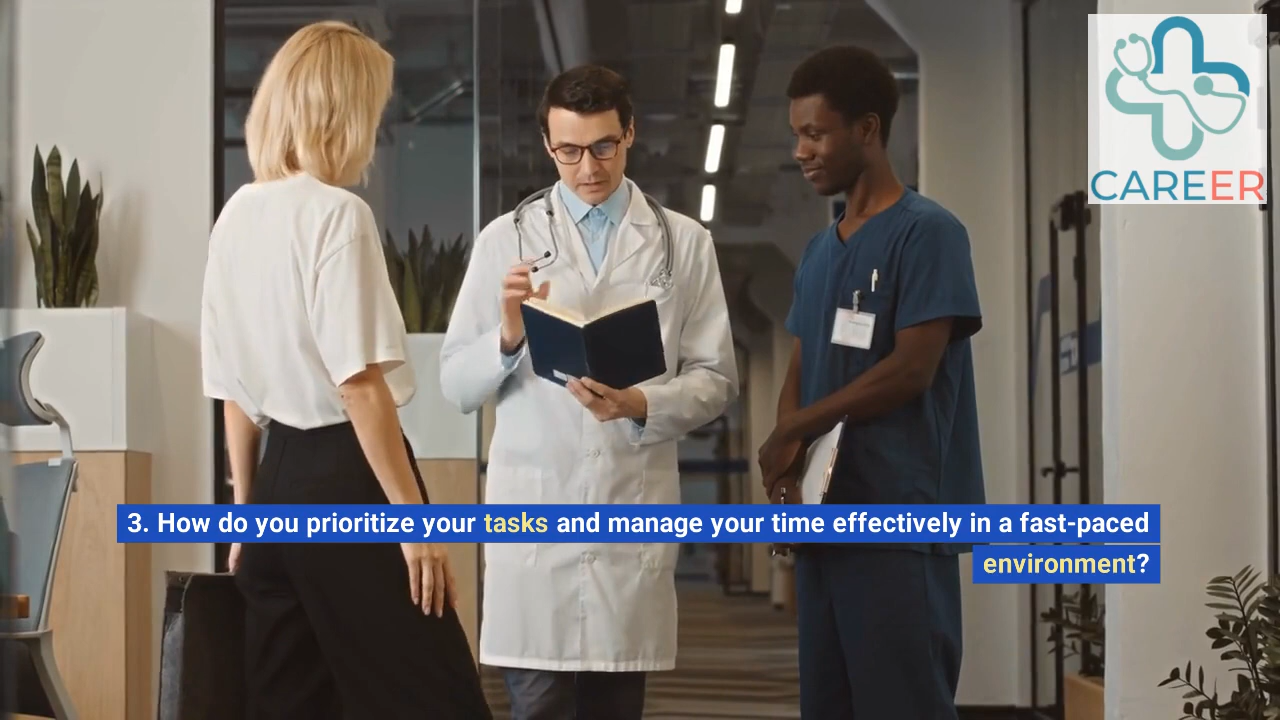 CAREER
3. How do you prioritize your tasks and manage your time effectively in a fast-paced
environment?